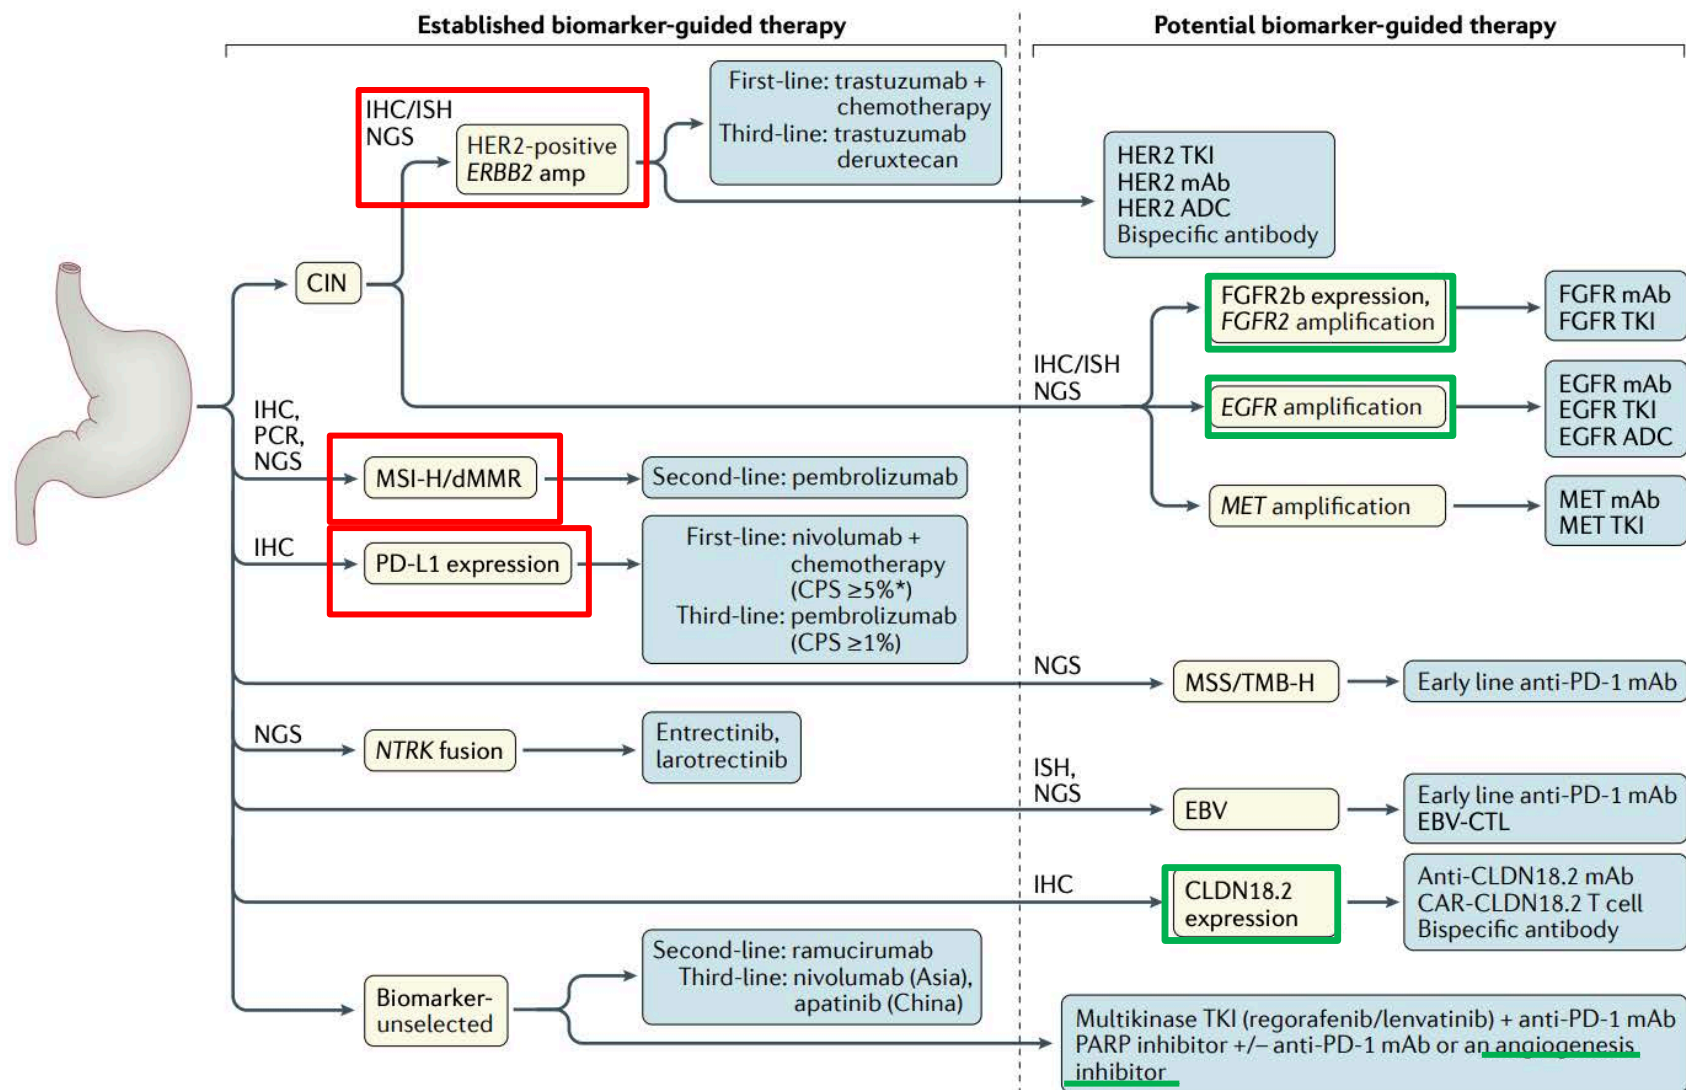 Established biomarker-guided therapy
Potential biomarker-guided therapy
IHC/ISH
NGS
HER2-positive
ERBB2 amp
First-line: trastuzumab +
chemotherapy
Third-line: trastuzumab
deruxtecan
HER2 TKI
HER2 mAb
HER2 ADC
Bispecific antibody
CIN
IHC/ISH
NGS
FGFR2b expression,
FGFR2 amplification
FGFR mAb
FGFR TKI
EGFR amplification
EGFR mAb
EGFR TKI
EGFR ADC
MET amplification
MET mAb
MET TKI
IHC,
PCR,
NGS
MSI-H/dMMR
Second-line: pembrolizumab
IHC
PD-L1 expression
First-line: nivolumab +
chemotherapy
(CPS ≥5%*)
Third-line: pembrolizumab
(CPS ≥1%)
NGS
MSS/TMB-H
Early line anti-PD-1 mAb
NGS
NTRK fusion
Entrectinib,
larotrectinib
ISH,
NGS
EBV
Early line anti-PD-1 mAb
EBV-CTL
IHC
CLDN18.2
expression
Anti-CLDN18.2 mAb
CAR-CLDN18.2 T cell
Bispecific antibody
Biomarker-
unselected
Second-line: ramucirumab
Third-line: nivolumab (Asia),
apatinib (China)
Multikinase TKI (regorafenib/lenvatinib) + anti-PD-1 mAb
PARP inhibitor +/− anti-PD-1 mAb or an angiogenesis
inhibitor